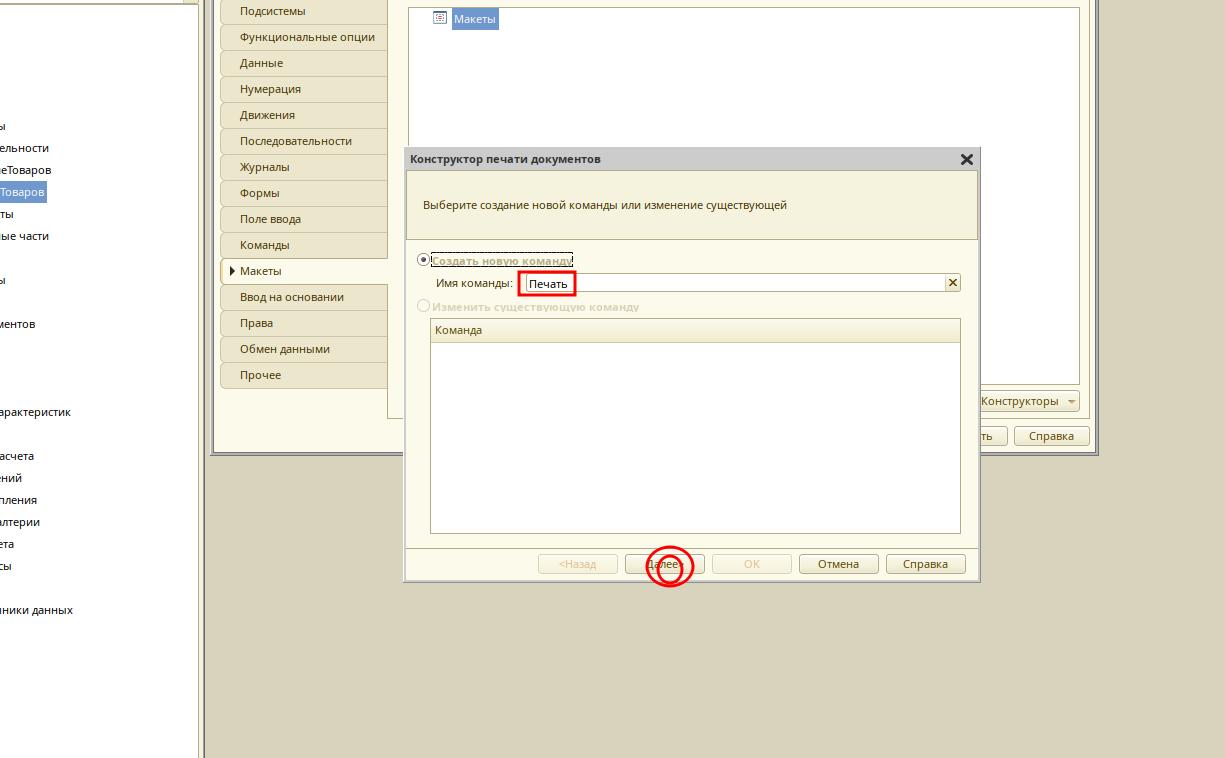 Подсистемы
Функциональные опции
Данные
Нумерация
Движения
Последовательности
Журналы
Формы
Поле ввода
Команды
Макеты
Ввод на основании
Права
Обмен данными
Прочее
Макеты
ы
ельности
еТоваров
Товаров
ты
ые части
ы
ментов
арактеристик
асчета
ений
пления
алтерии
ета
сы
ники данных
Конструктор печати документов
Выберите создание новой команды или изменение существующей
Создать новую команду
Имя команды: Печать
Изменить существующую команду
Команда
<Назад
Далее>
OK
Отмена
Справка
Конструкторы
ть
Справка